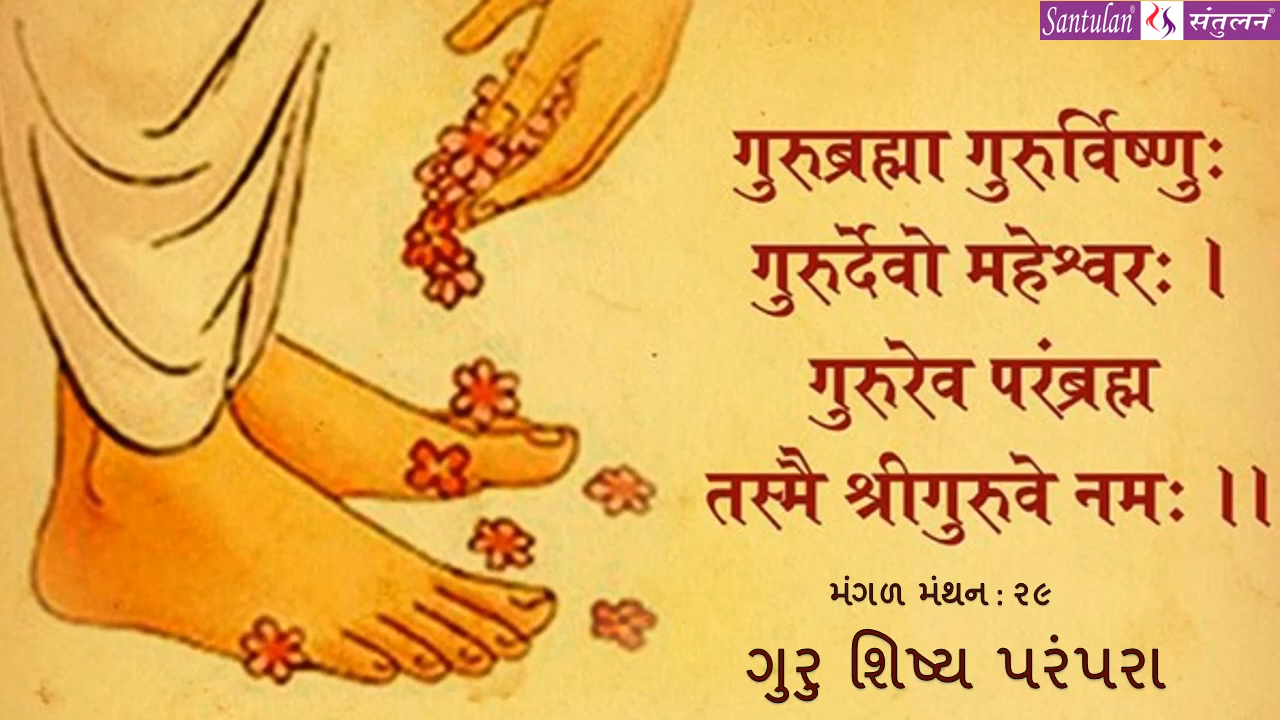 Santulan® संतुलन®
गुरुब्रह्मा गुरुर्विष्णुः
गुरुर्देवो महेश्वरः ।
गुरुरेव परंब्रह्म
तस्मै श्रीगुरुवे नमः ।।
મંગળ મંથન : ૨૯
ગુરુ શિષ્ય પરંપરા